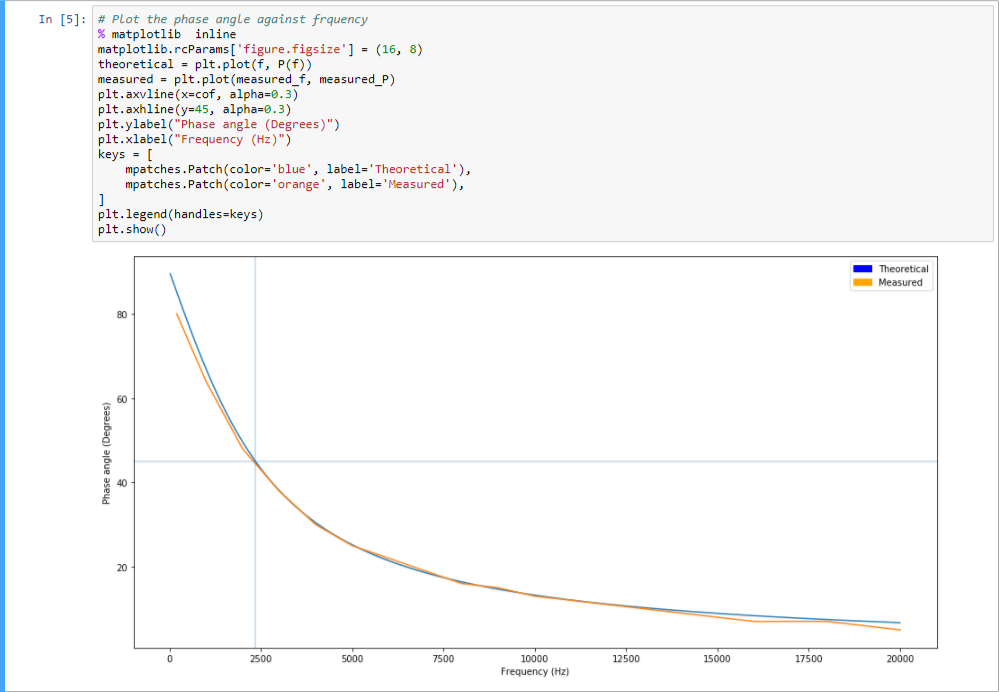 In [5]:
# Plot the phase angle against frquency
% matplotlib  inline
matplotlib.rcParams['figure.figsize'] = (16, 8)
theoretical = plt.plot(f, P(f))
measured = plt.plot(measured_f, measured_P)
plt.axvline(x=cof, alpha=0.3)
plt.axhline(y=45, alpha=0.3)
plt.ylabel("Phase angle (Degrees)")
plt.xlabel("Frequency (Hz)")
keys = [
    mpatches.Patch(color='blue', label='Theoretical'),
    mpatches.Patch(color='orange', label='Measured'),
]
plt.legend(handles=keys)
plt.show()
Theoretical
Measured
80
60
40
20
Phase angle (Degrees)
0 2500 5000 7500 10000 12500 15000 17500 20000
Frequency (Hz)